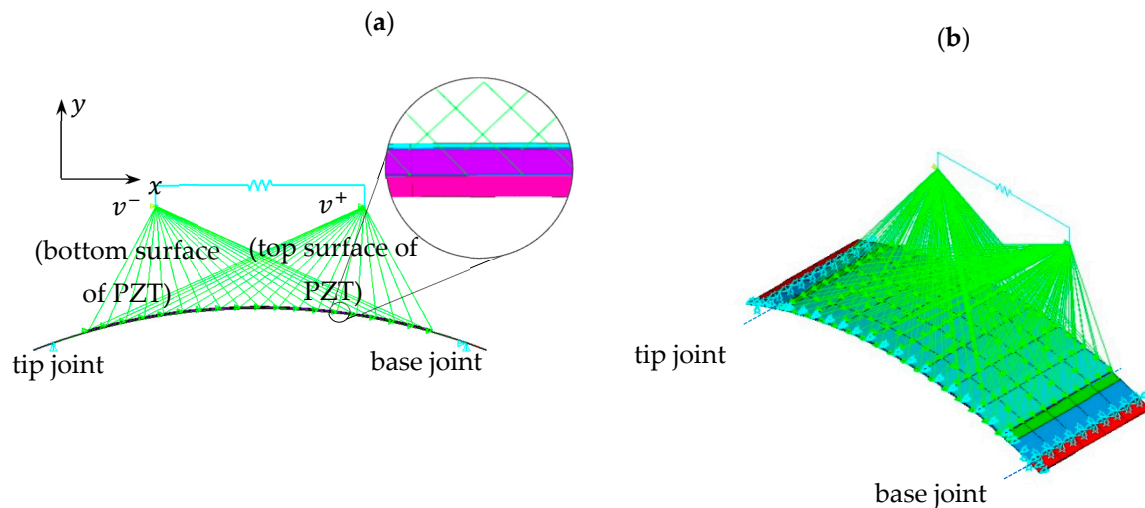 (a)
(b)
y
x
v⁻
v⁺
(bottom surface
of PZT)
(top surface of
PZT)
tip joint
base joint
tip joint
base joint